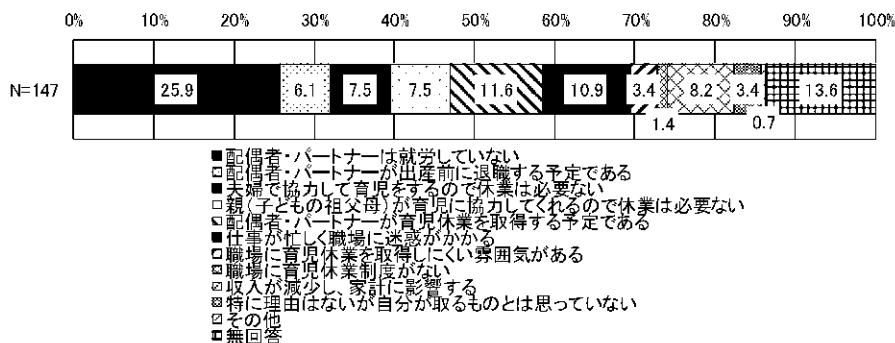 0% 10% 20% 30% 40% 50% 60% 70% 80% 90% 100%
N=147 25.9 6.1 7.5 7.5 11.6 10.9 3.4 8.2 3.4 13.6
1.4 0.7
配偶者・パートナーは就労していない
配偶者・パートナーが出産前に退職する予定である
夫婦で協力して育児をするので休業は必要ない
親(子どもの祖父母)が育児に協力してくれるので休業は必要ない
配偶者・パートナーが育児休業を取得する予定である
仕事が忙しく職場に迷惑がかかる
職場に育児休業を取得しにくい雰囲気がある
職場に育児休業制度がない
収入が減少し、家計に影響する
特に理由はないが自分が取るものとは思っていない
その他
無回答